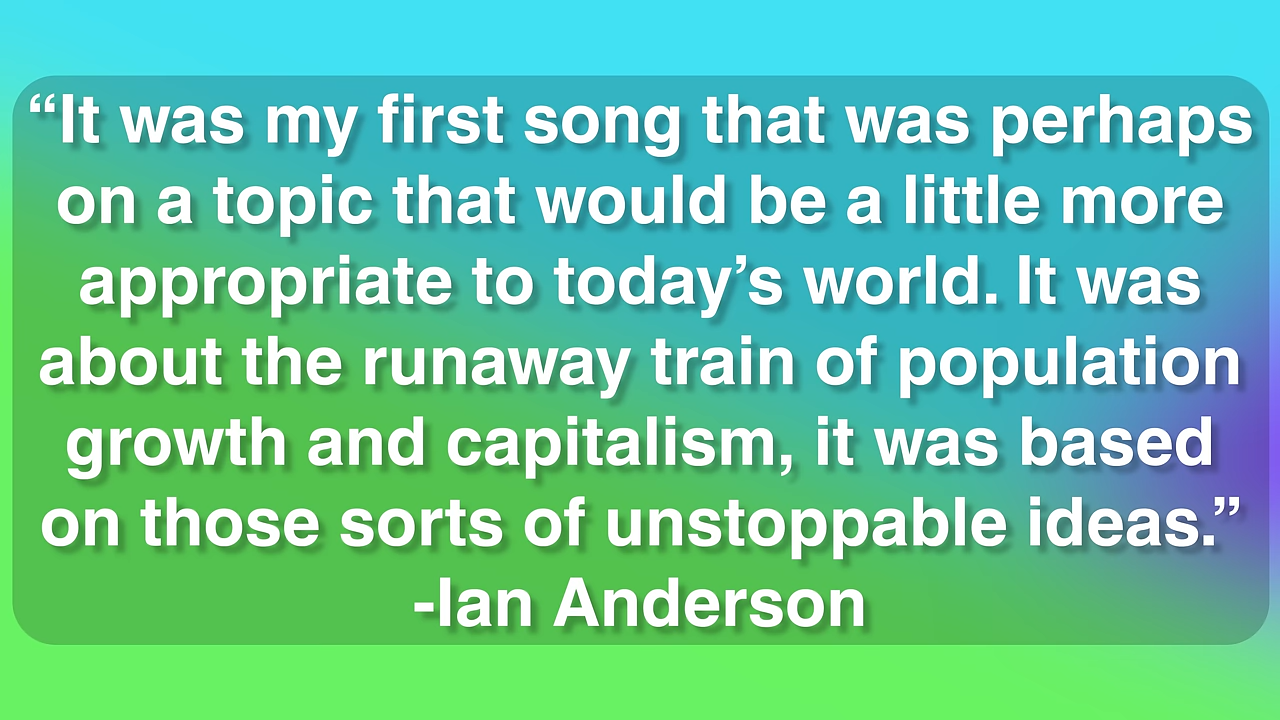 “It was my first song that was perhaps
on a topic that would be a little more
appropriate to today’s world. It was
about the runaway train of population
growth and capitalism, it was based
on those sorts of unstoppable ideas.”
-Ian Anderson